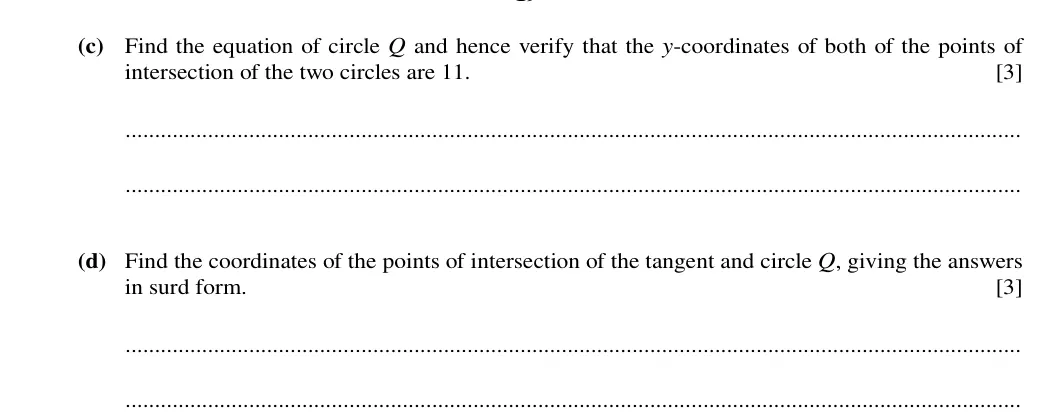 (c) Find the equation of circle Q and hence verify that the y-coordinates of both of the points of
intersection of the two circles are 11. [3]
(d) Find the coordinates of the points of intersection of the tangent and circle Q, giving the answers
in surd form. [3]